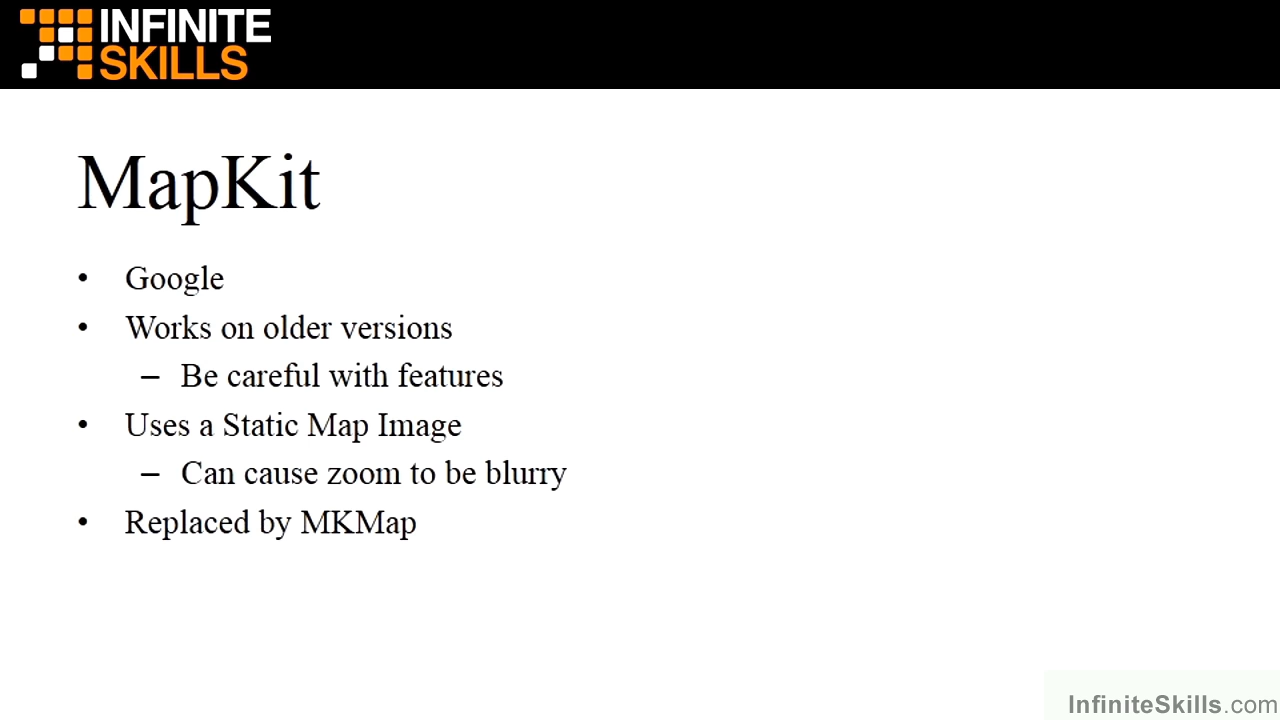 INFINITE
SKILLS
MapKit
• Google
• Works on older versions
– Be careful with features
• Uses a Static Map Image
– Can cause zoom to be blurry
• Replaced by MKMap
InfiniteSkills.com